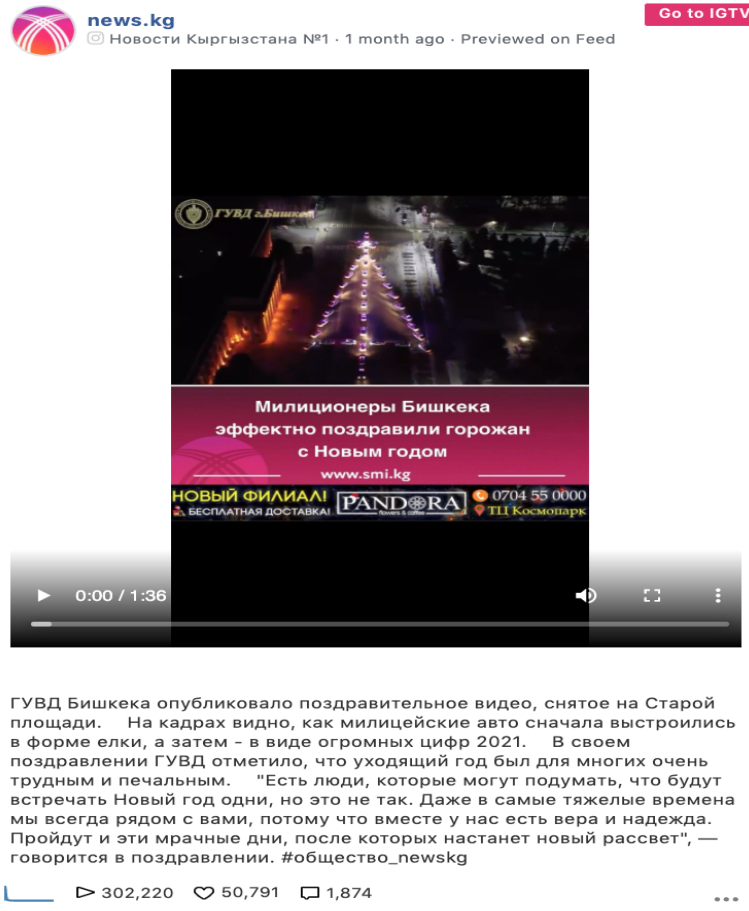 news.kg
Go to IGTV
Новости Кыргызстана №1 · 1 month ago · Previewed on Feed
ГУВД г.Бишкек
Милиционеры Бишкека
эффектно поздравили горожан
с Новым годом
www.smi.kg
НОВЫЙ ФИЛИАЛ!
БЕСПЛАТНАЯ ДОСТАВКА!
PANDORA
flowers & coffee
0704 55 0000
ТЦ Космопарк
0:00 / 1:36
ГУВД Бишкека опубликовало поздравительное видео, снятое на Старой
площади. На кадрах видно, как милицейские авто сначала выстроились
в форме елки, а затем - в виде огромных цифр 2021. В своем
поздравлении ГУВД отметило, что уходящий год был для многих очень
трудным и печальным. "Есть люди, которые могут подумать, что будут
встречать Новый год одни, но это не так. Даже в самые тяжелые времена
мы всегда рядом с вами, потому что вместе у нас есть вера и надежда.
Пройдут и эти мрачные дни, после которых настанет новый рассвет", —
говорится в поздравлении. #общество_newskg
302,220 50,791 1,874